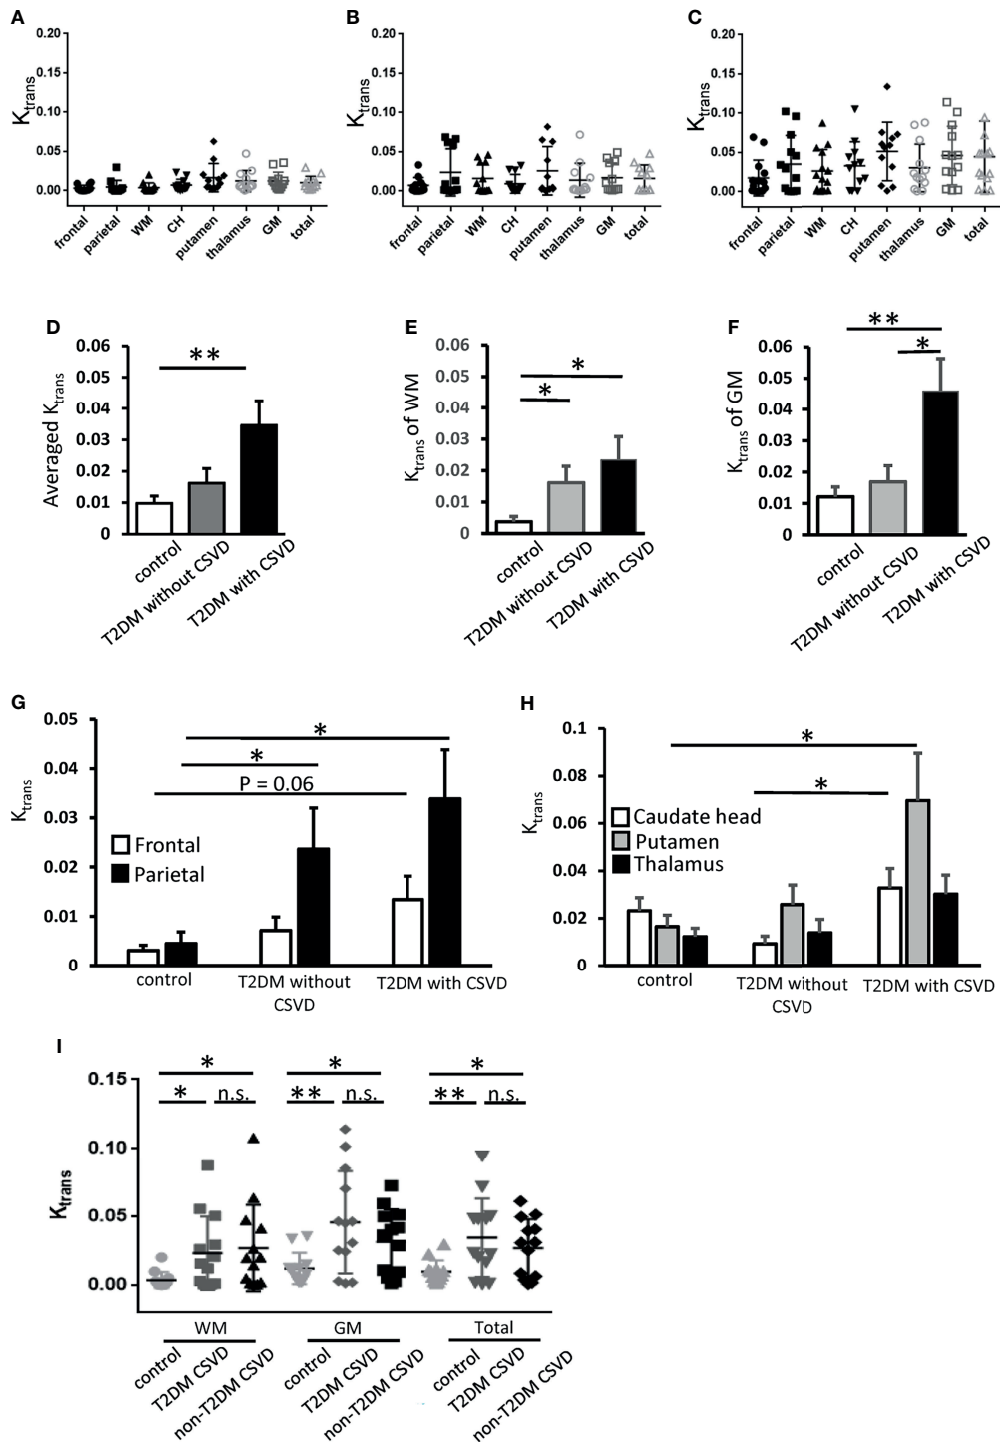 A
0.20
0.15
0.10
0.05
0.00
Ktrans
frontal
parietal
WM
CH
putamen
thalamus
GM
total
B
0.20
0.15
0.10
0.05
0.00
Ktrans
frontal
parietal
WM
CH
putamen
thalamus
GM
total
C
0.20
0.15
0.10
0.05
0.00
Ktrans
frontal
parietal
WM
CH
putamen
thalamus
GM
total
D
0.06
0.05
0.04
0.03
0.02
0.01
0
Averaged Ktrans
**
control
T2DM without CSVD
T2DM with CSVD
E
0.06
0.05
0.04
0.03
0.02
0.01
0
Ktrans of WM
*
*
control
T2DM without CSVD
T2DM with CSVD
F
0.06
0.05
0.04
0.03
0.02
0.01
0
Ktrans of GM
**
*
control
T2DM without CSVD
T2DM with CSVD
G
0.05
0.04
0.03
0.02
0.01
0
Ktrans
*
*
P = 0.06
Frontal
Parietal
control
T2DM without
CSVD
T2DM with CSVD
H
0.1
0.08
0.06
0.04
0.02
0
Ktrans
*
*
Caudate head
Putamen
Thalamus
control
T2DM without
CSVD
T2DM with CSVD
I
0.15
0.10
0.05
0.00
Ktrans
*
* n.s.
*
** n.s.
*
** n.s.
WM
GM
Total
control
T2DM CSVD
non-T2DM CSVD
control
T2DM CSVD
non-T2DM CSVD
control
T2DM CSVD
non-T2DM CSVD